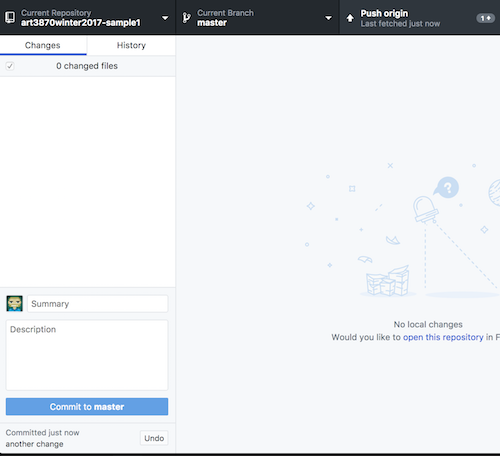 Current Repository
art3870winter2017-sample1
Current Branch
master
Push origin
Last fetched just now
1
Changes
History
0 changed files
?
Summary
Description
Commit to master
Committed just now
another change
Undo
No local changes
Would you like to open this repository in F